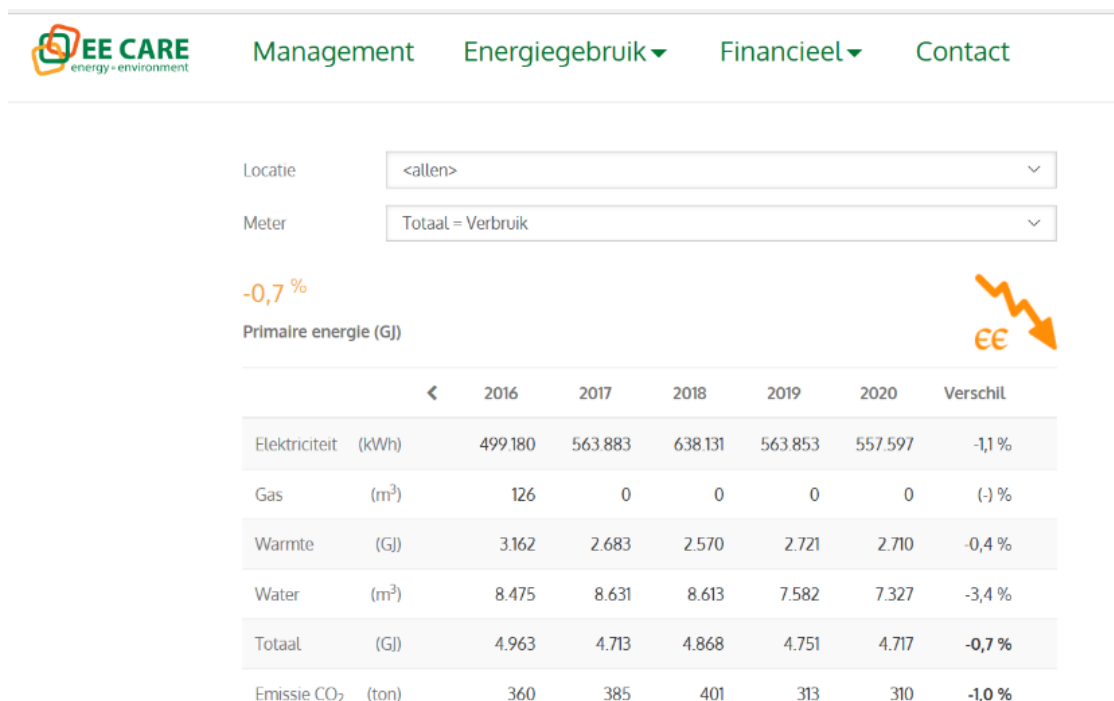 EE CARE
energy - environment
Management Energiegebruik Financieel Contact
Locatie <allen>
Meter Totaal = Verbruik
-0,7 %
Primaire energie (GJ)
€€
2016 2017 2018 2019 2020 Verschil
Elektriciteit (kWh) 499.180 563.883 638.131 563.853 557.597 -1,1 %
Gas (m³) 126 0 0 0 0 (-) %
Warmte (GJ) 3.162 2.683 2.570 2.721 2.710 -0,4 %
Water (m³) 8.475 8.631 8.613 7.582 7.327 -3,4 %
Totaal (GJ) 4.963 4.713 4.868 4.751 4.717 -0,7 %
Emissie CO₂ (ton) 360 385 401 313 310 -1,0 %